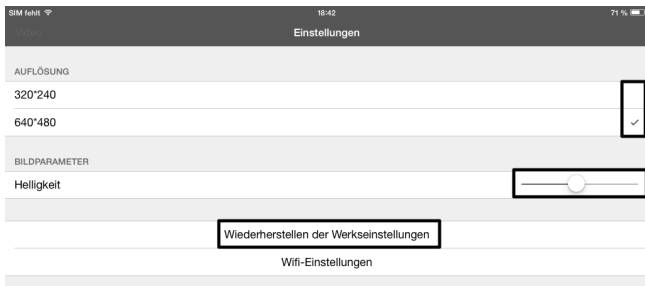 SIM fehlt 18:42 71 %
Video Einstellungen
AUFLÖSUNG
320*240
640*480
BILDPARAMETER
Helligkeit
Wiederherstellen der Werkseinstellungen
Wifi-Einstellungen